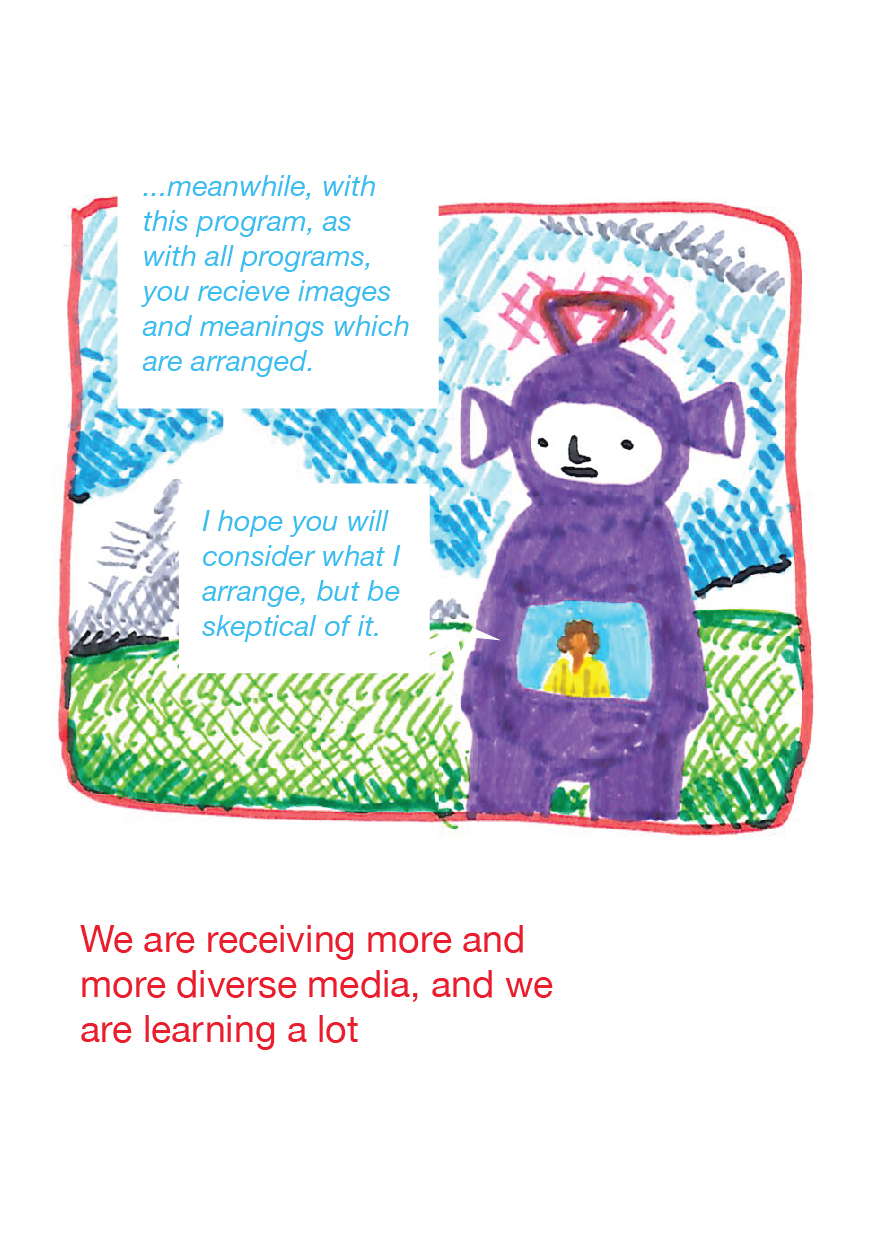 ...meanwhile, with
this program, as
with all programs,
you recieve images
and meanings which
are arranged.
I hope you will
consider what I
arrange, but be
skeptical of it.
We are receiving more and
more diverse media, and we
are learning a lot